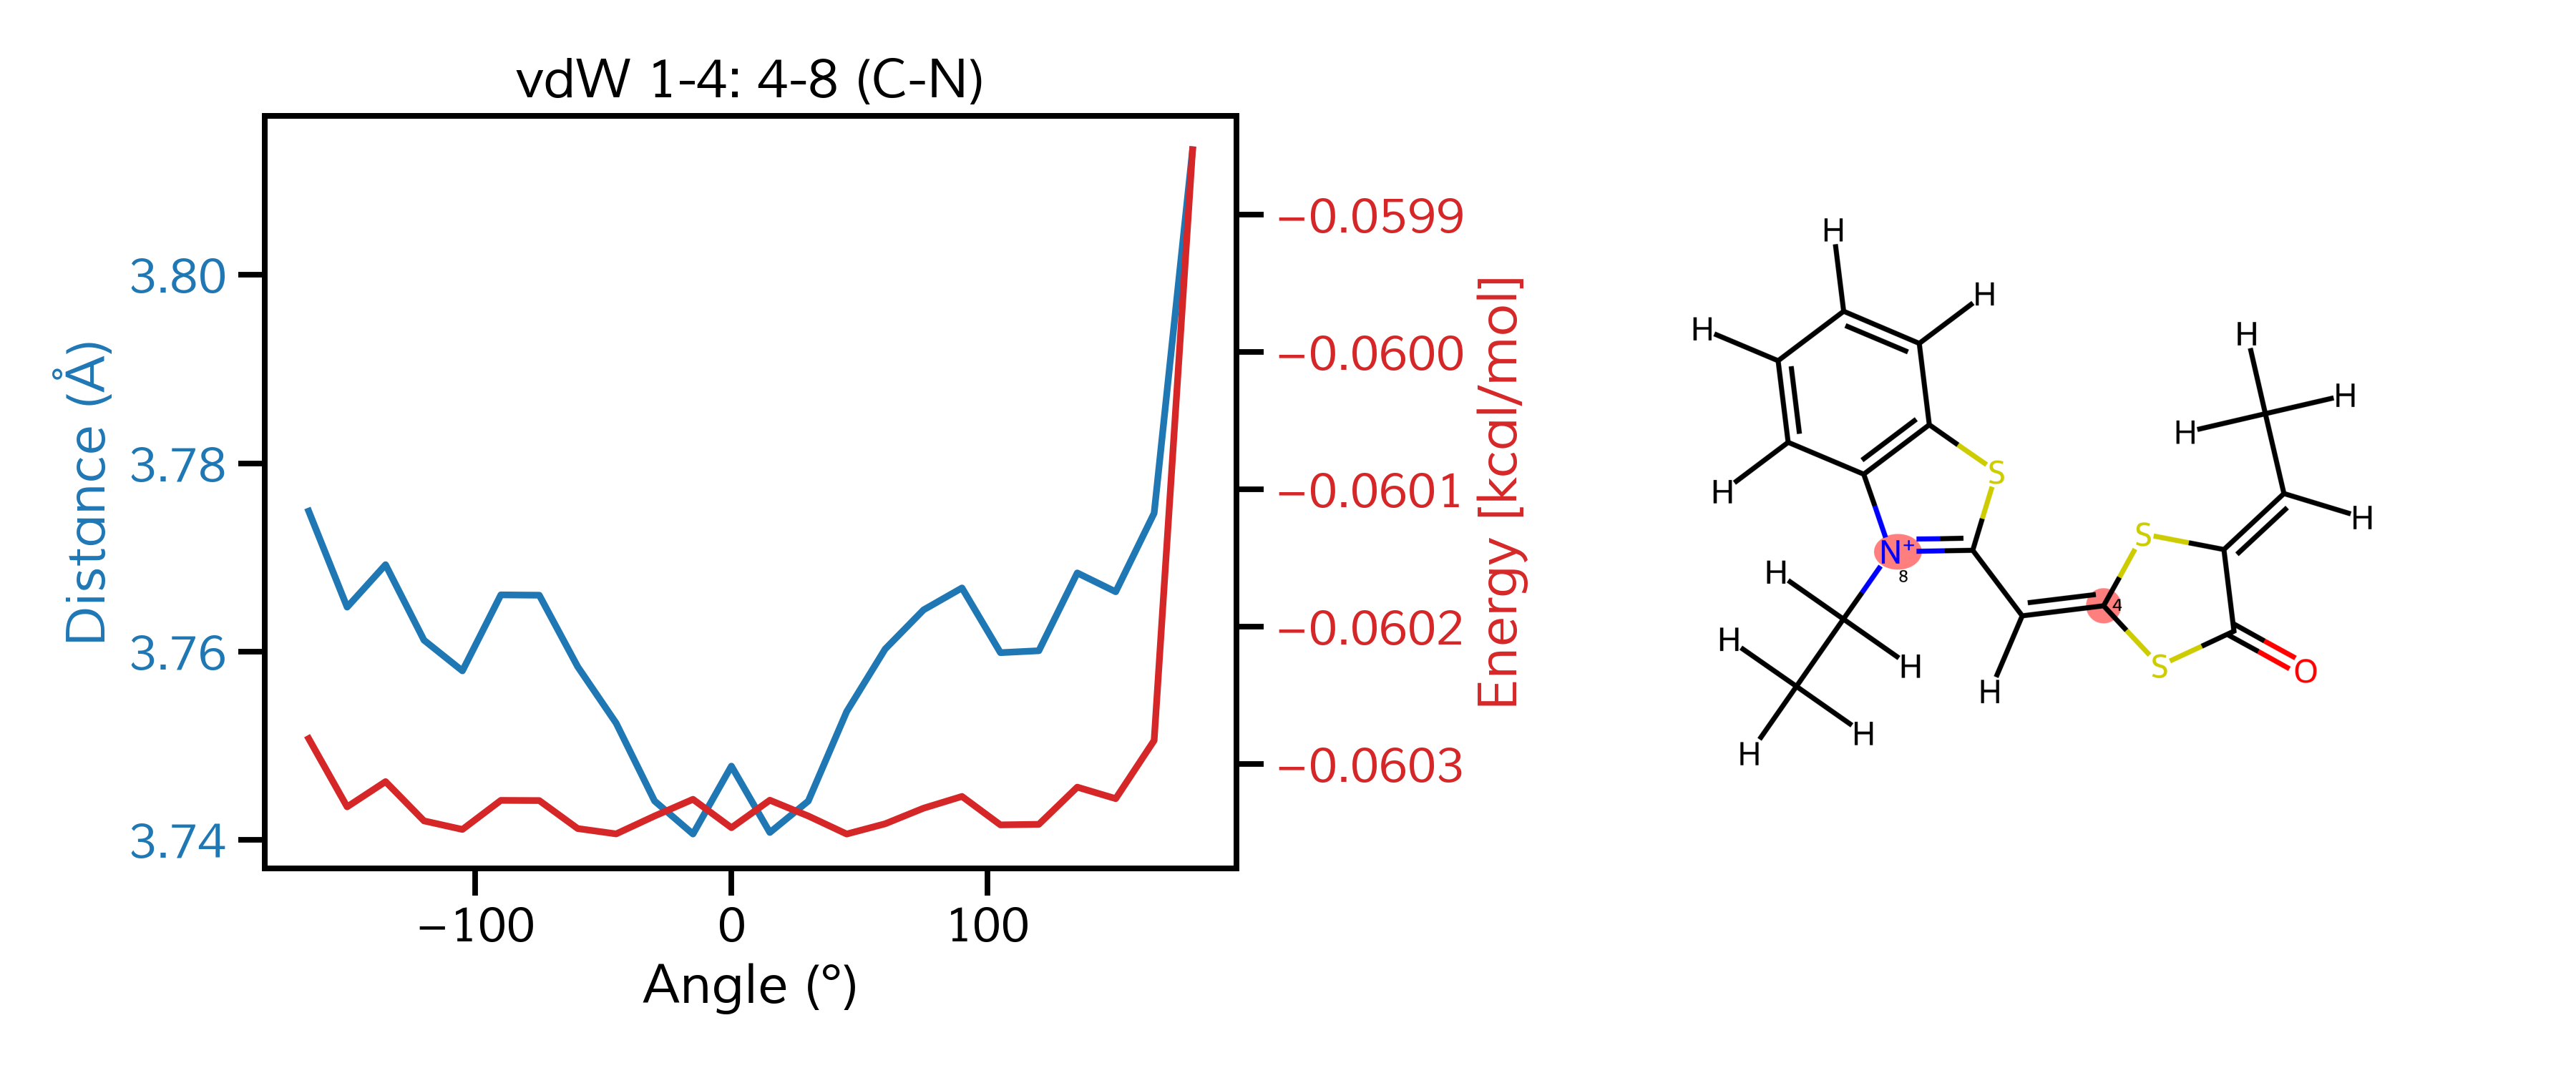 vdW 1-4: 4-8 (C-N)
Distance (Å)
3.80
3.78
3.76
3.74
−100
0
100
Angle (°)
−0.0599
−0.0600
−0.0601
−0.0602
−0.0603
Energy [kcal/mol]
H
H
H
H
H
H
H
S
N+
8
S
H
H
4
H
H
H
S
O
H
H
H